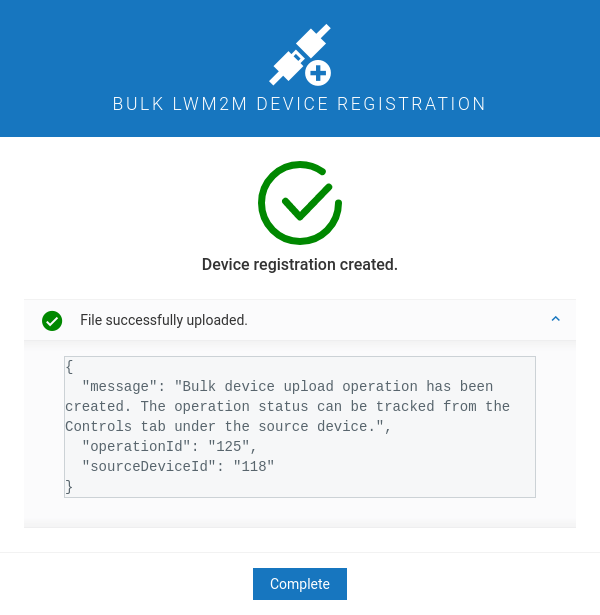 BULK LWM2M DEVICE REGISTRATION
Device registration created.
File successfully uploaded.
{
  "message": "Bulk device upload operation has been
created. The operation status can be tracked from the
Controls tab under the source device.",
  "operationId": "125",
  "sourceDeviceId": "118"
}
Complete